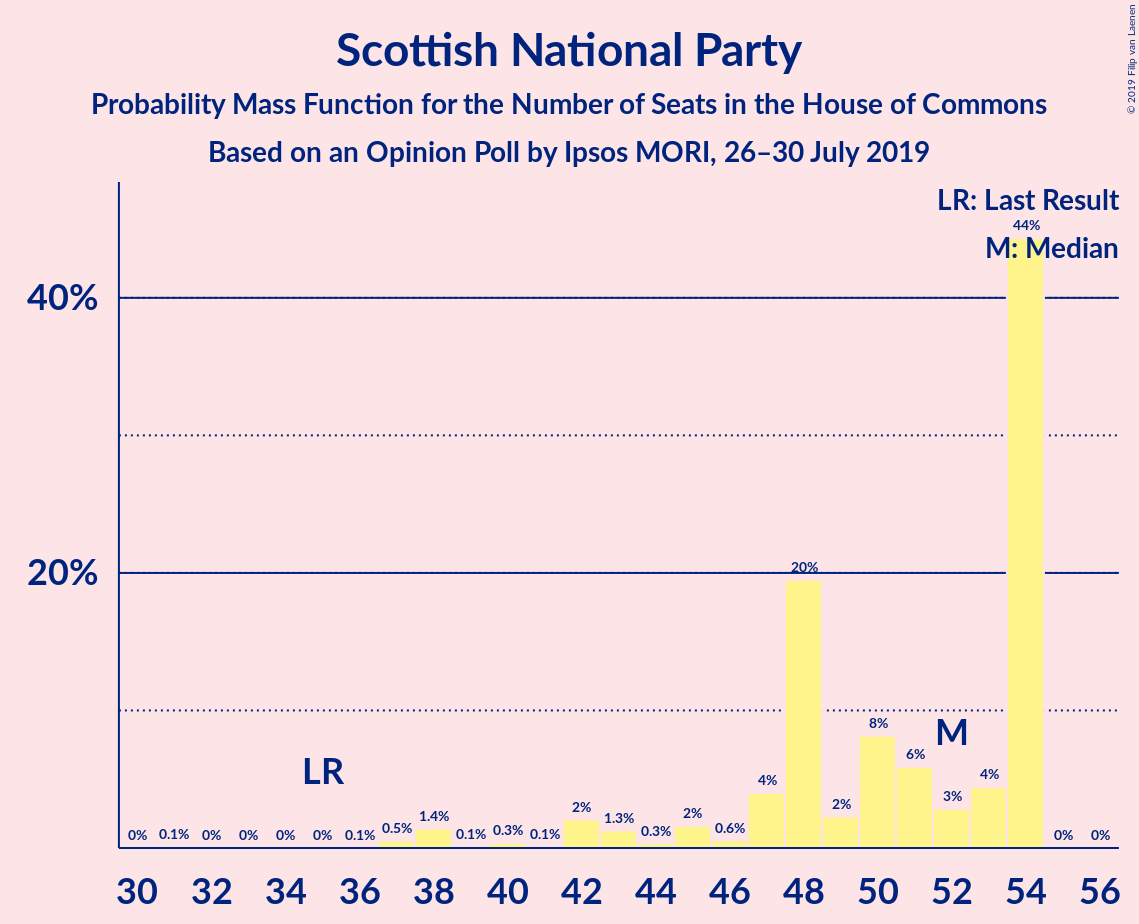 Scottish National Party
Probability Mass Function for the Number of Seats in the House of Commons
Based on an Opinion Poll by Ipsos MORI, 26–30 July 2019
© 2019 Filip van Laenen
LR: Last Result
M: Median
40%
20%
0% 0.1% 0% 0% 0% 0% 0.1% 0.5% 1.4% 0.1% 0.3% 0.1% 2% 1.3% 0.3% 2% 0.6% 4% 20% 2% 8% 6% 3% 4% 44% 0% 0%
LR
M
30 32 34 36 38 40 42 44 46 48 50 52 54 56